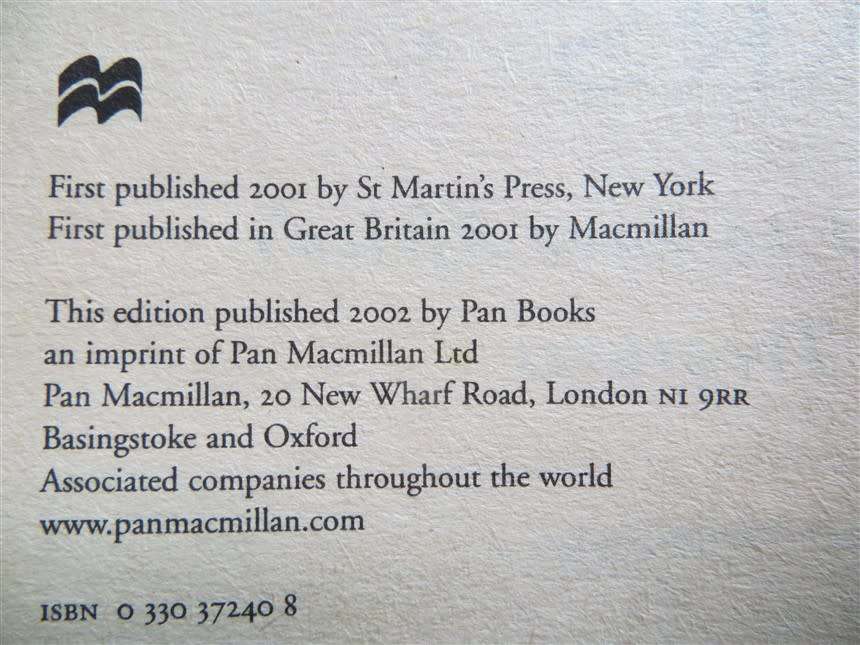 First published 2001 by St Martin's Press, New York
First published in Great Britain 2001 by Macmillan
This edition published 2002 by Pan Books
an imprint of Pan Macmillan Ltd
Pan Macmillan, 20 New Wharf Road, London N1 9RR
Basingstoke and Oxford
Associated companies throughout the world
www.panmacmillan.com
ISBN 0 330 37240 8